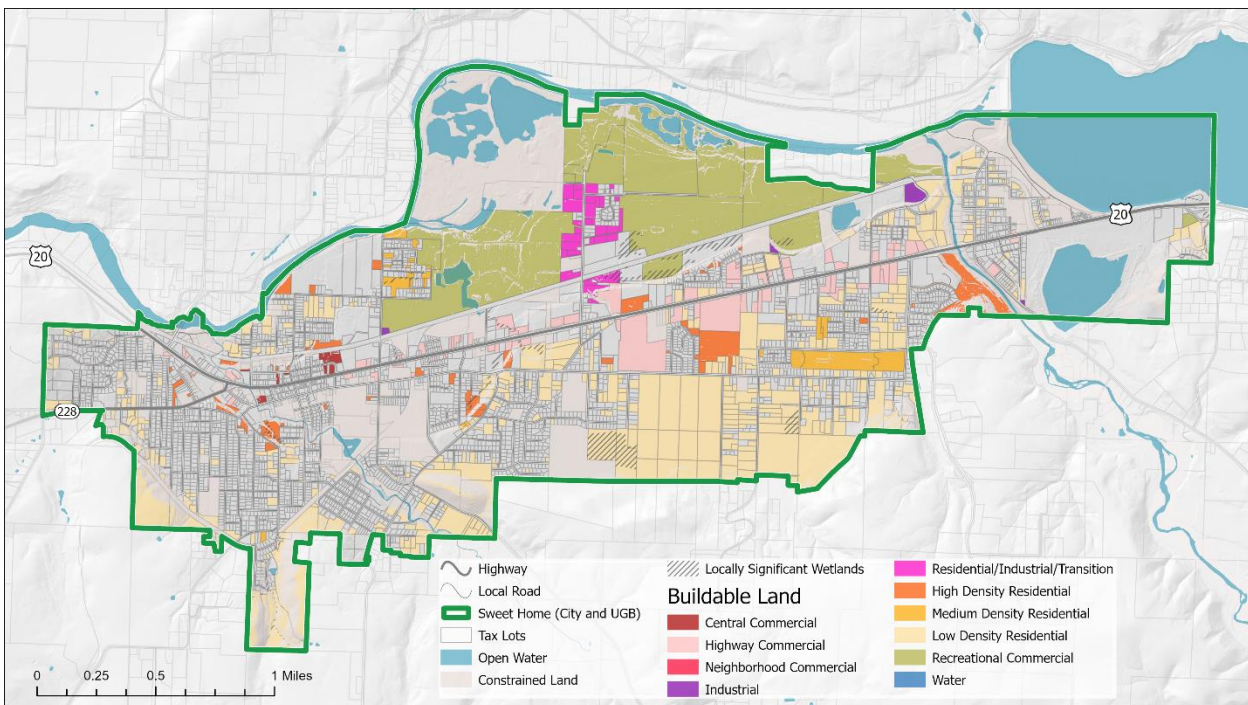 20
20
228
Highway
Local Road
Sweet Home (City and UGB)
Tax Lots
Open Water
Constrained Land
Locally Significant Wetlands
Buildable Land
Central Commercial
Highway Commercial
Neighborhood Commercial
Industrial
Residential/Industrial/Transition
High Density Residential
Medium Density Residential
Low Density Residential
Recreational Commercial
Water
0 0.25 0.5 1 Miles